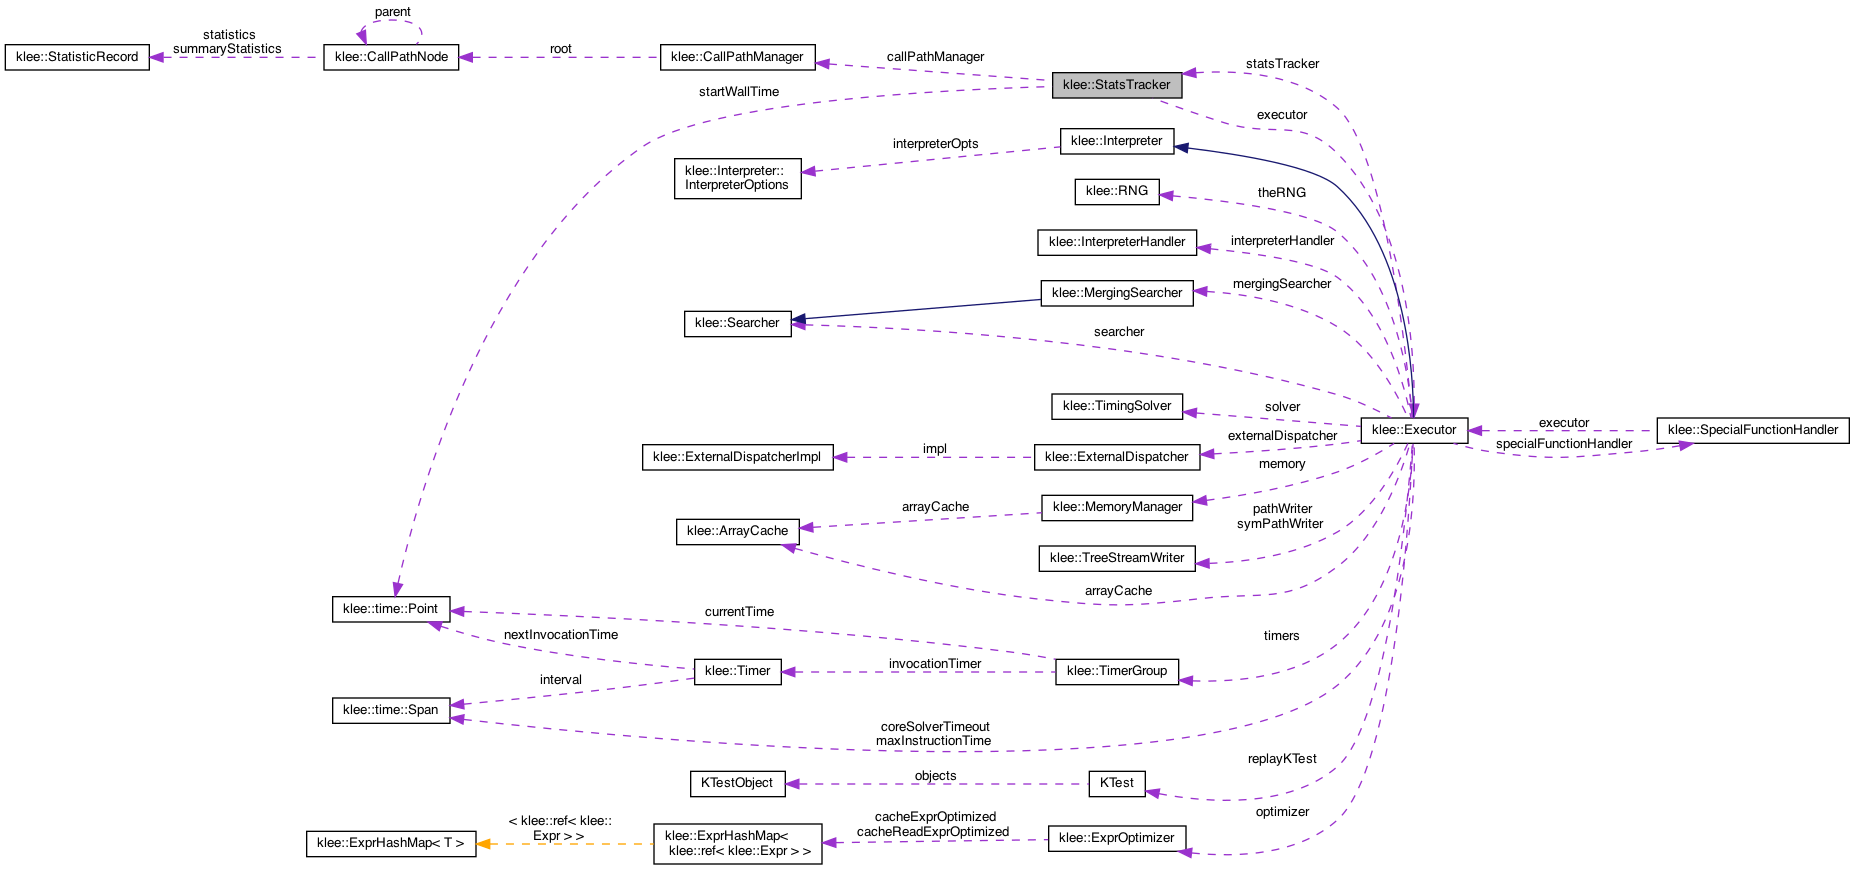 parent
statistics
summaryStatistics
klee::StatisticRecord
klee::CallPathNode
root
klee::CallPathManager
callPathManager
statsTracker
klee::StatsTracker
startWallTime
executor
klee::Interpreter
interpreterOpts
klee::Interpreter::
InterpreterOptions
klee::RNG
theRNG
klee::InterpreterHandler
interpreterHandler
klee::MergingSearcher
mergingSearcher
klee::Searcher
searcher
klee::TimingSolver
solver
klee::Executor
executor
klee::SpecialFunctionHandler
specialFunctionHandler
externalDispatcher
klee::ExternalDispatcherImpl
impl
klee::ExternalDispatcher
memory
klee::MemoryManager
arrayCache
klee::ArrayCache
pathWriter
symPathWriter
klee::TreeStreamWriter
arrayCache
klee::time::Point
currentTime
nextInvocationTime
timers
klee::Timer
invocationTimer
klee::TimerGroup
interval
klee::time::Span
coreSolverTimeout
maxInstructionTime
replayKTest
KTestObject
objects
KTest
optimizer
< klee::ref< klee::
Expr > >
cacheExprOptimized
cacheReadExprOptimized
klee::ExprHashMap< T >
klee::ExprHashMap<
klee::ref< klee::Expr > >
klee::ExprOptimizer